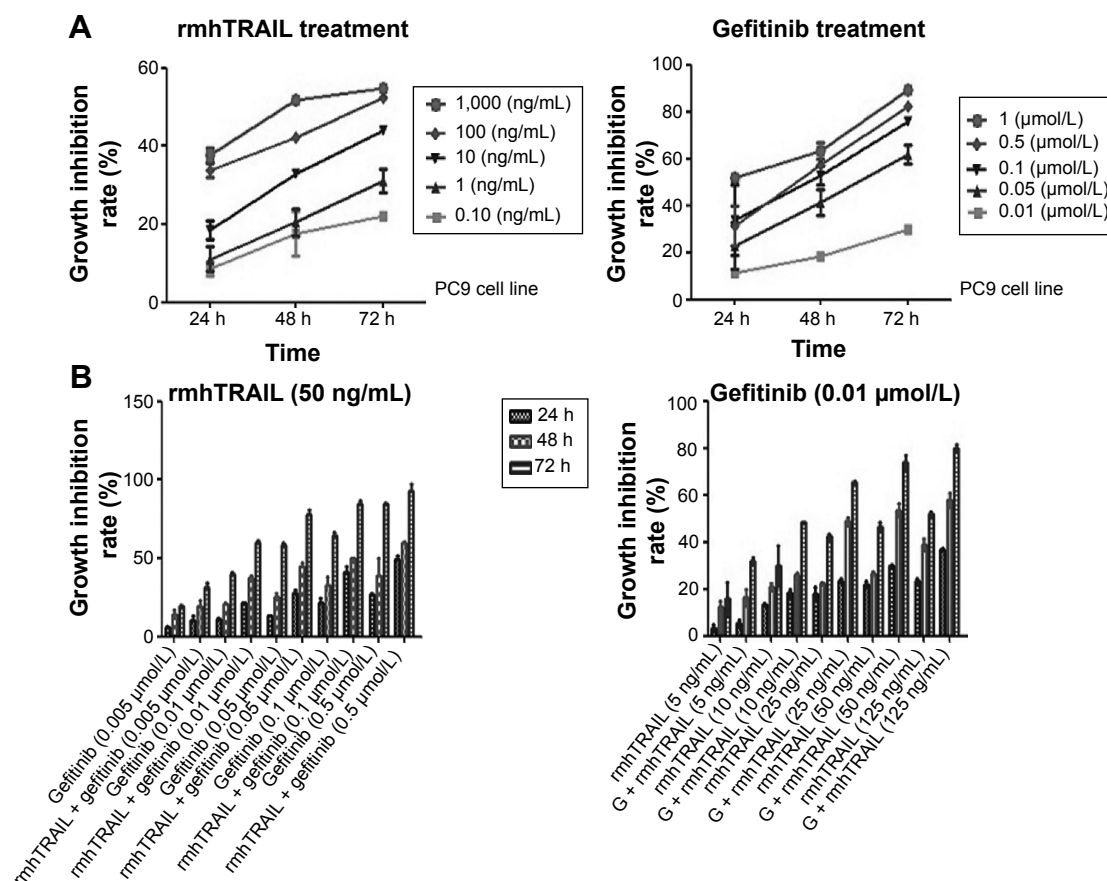 A
rmhTRAIL treatment
Growth inhibition
rate (%)
60
40
20
0
24 h
48 h
72 h
Time
1,000 (ng/mL)
100 (ng/mL)
10 (ng/mL)
1 (ng/mL)
0.10 (ng/mL)
PC9 cell line
Gefitinib treatment
Growth inhibition
rate (%)
100
80
60
40
20
0
24 h
48 h
72 h
Time
1 (µmol/L)
0.5 (µmol/L)
0.1 (µmol/L)
0.05 (µmol/L)
0.01 (µmol/L)
PC9 cell line
B
rmhTRAIL (50 ng/mL)
Growth inhibition
rate (%)
150
100
50
0
Gefitinib (0.005 µmol/L)
rmhTRAIL + gefitinib (0.005 µmol/L)
Gefitinib (0.01 µmol/L)
rmhTRAIL + gefitinib (0.01 µmol/L)
Gefitinib (0.05 µmol/L)
rmhTRAIL + gefitinib (0.05 µmol/L)
Gefitinib (0.1 µmol/L)
rmhTRAIL + gefitinib (0.1 µmol/L)
Gefitinib (0.5 µmol/L)
rmhTRAIL + gefitinib (0.5 µmol/L)
24 h
48 h
72 h
Gefitinib (0.01 µmol/L)
Growth inhibition
rate (%)
100
80
60
40
20
0
rmhTRAIL (5 ng/mL)
G + rmhTRAIL (5 ng/mL)
rmhTRAIL (10 ng/mL)
G + rmhTRAIL (10 ng/mL)
rmhTRAIL (25 ng/mL)
G + rmhTRAIL (25 ng/mL)
rmhTRAIL (50 ng/mL)
G + rmhTRAIL (50 ng/mL)
rmhTRAIL (125 ng/mL)
G + rmhTRAIL (125 ng/mL)